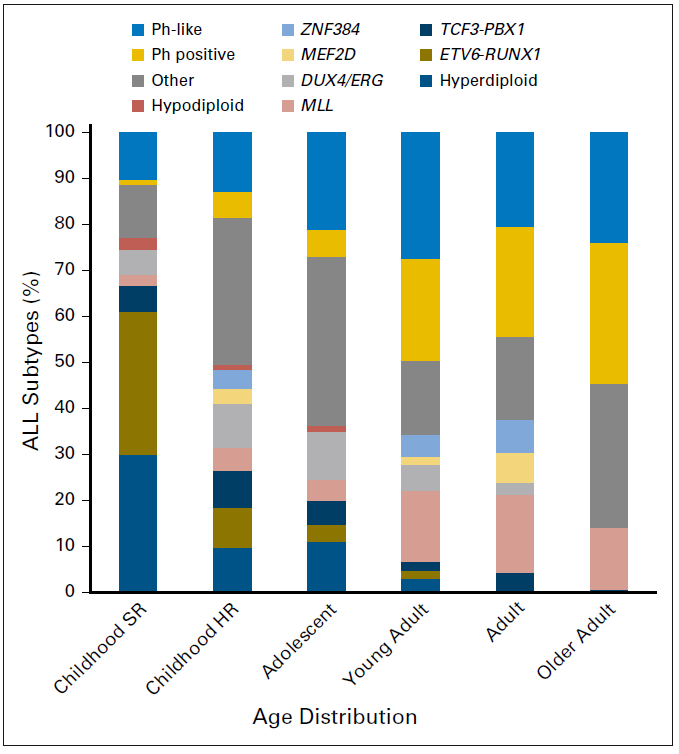 Ph-like
ZNF384
TCF3-PBX1
Ph positive
MEF2D
ETV6-RUNX1
Other
DUX4/ERG
Hyperdiploid
Hypodiploid
MLL
100
90
80
70
60
50
40
30
20
10
0
ALL Subtypes (%)
Childhood SR
Childhood HR
Adolescent
Young Adult
Adult
Older Adult
Age Distribution